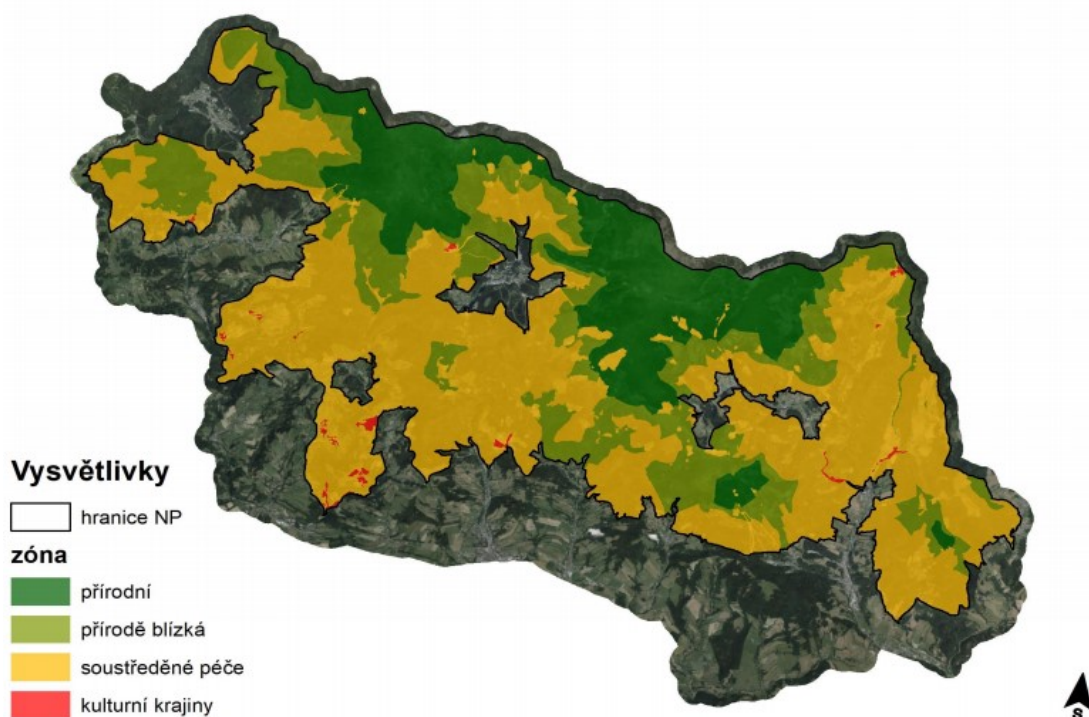 Vysvětlivky
hranice NP
zóna
přírodní
přírodě blízká
soustředěné péče
kulturní krajiny
S